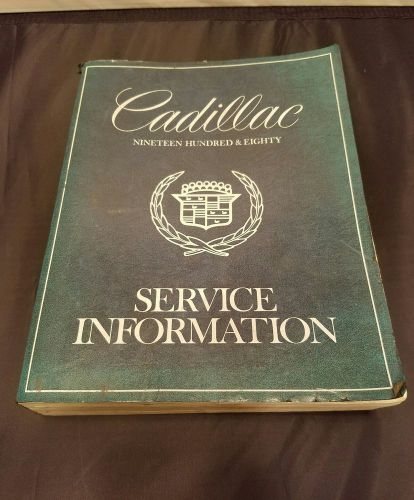 Cadillac
NINETEEN HUNDRED & EIGHTY
SERVICE
INFORMATION